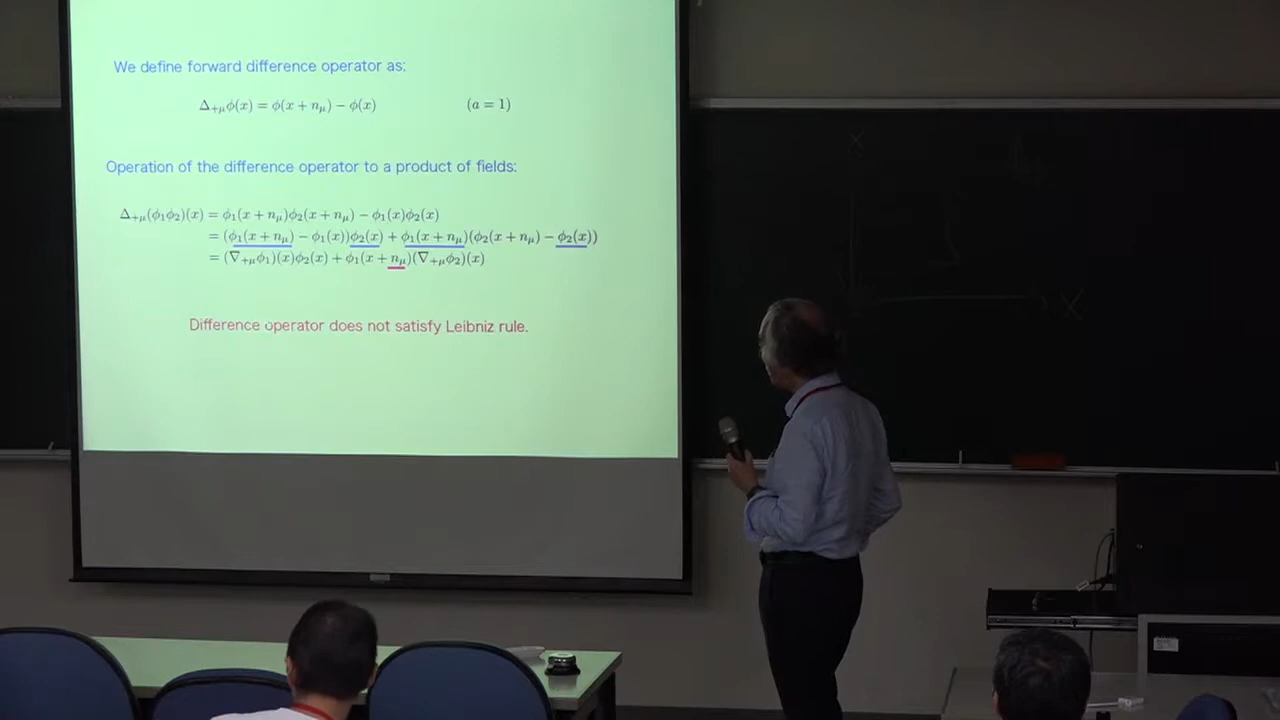 We define forward difference operator as:
Δ₊μϕ(x) = ϕ(x + nμ) − ϕ(x) (a = 1)
Operation of the difference operator to a product of fields:
Δ₊μ(ϕ₁ϕ₂)(x) = ϕ₁(x + nμ)ϕ₂(x + nμ) − ϕ₁(x)ϕ₂(x)
= (ϕ₁(x + nμ) − ϕ₁(x))ϕ₂(x) + ϕ₁(x + nμ)(ϕ₂(x + nμ) − ϕ₂(x))
= (∇₊μϕ₁)(x)ϕ₂(x) + ϕ₁(x + nμ)(∇₊μϕ₂)(x)
Difference operator does not satisfy Leibniz rule.